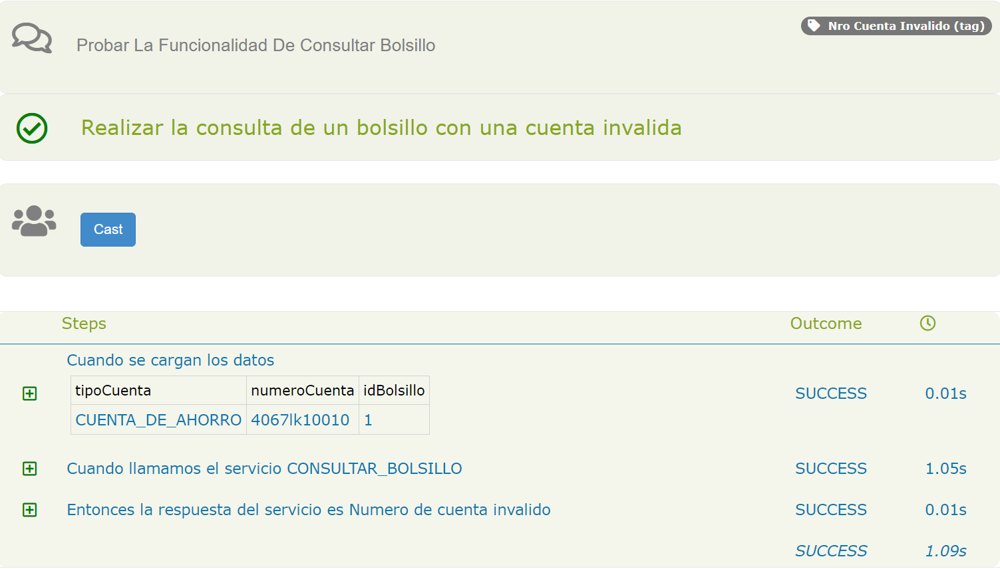 Nro Cuenta Invalido (tag)
Probar La Funcionalidad De Consultar Bolsillo
Realizar la consulta de un bolsillo con una cuenta invalida
Cast
Steps Outcome
Cuando se cargan los datos
tipoCuenta numeroCuenta idBolsillo
CUENTA_DE_AHORRO 4067lk10010 1
SUCCESS 0.01s
Cuando llamamos el servicio CONSULTAR_BOLSILLO SUCCESS 1.05s
Entonces la respuesta del servicio es Numero de cuenta invalido SUCCESS 0.01s
SUCCESS 1.09s